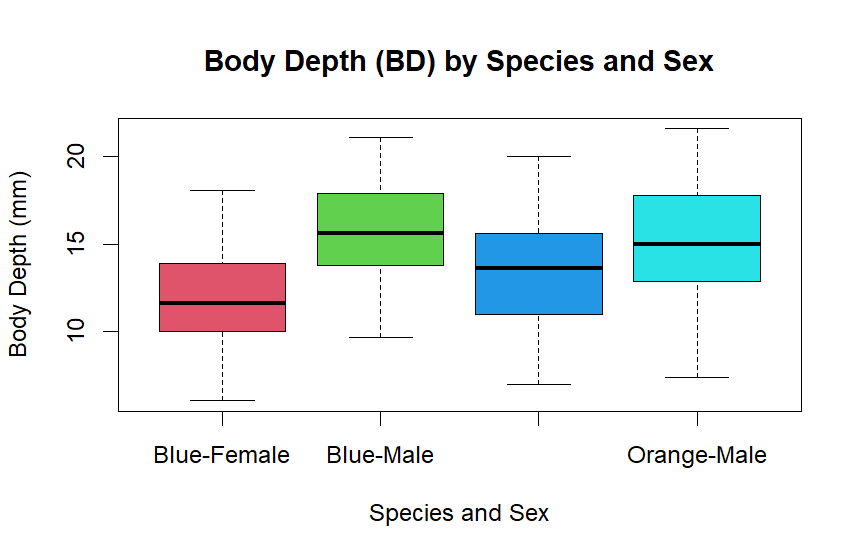 Body Depth (BD) by Species and Sex
Body Depth (mm)
20
15
10
Blue-Female Blue-Male Orange-Male
Species and Sex